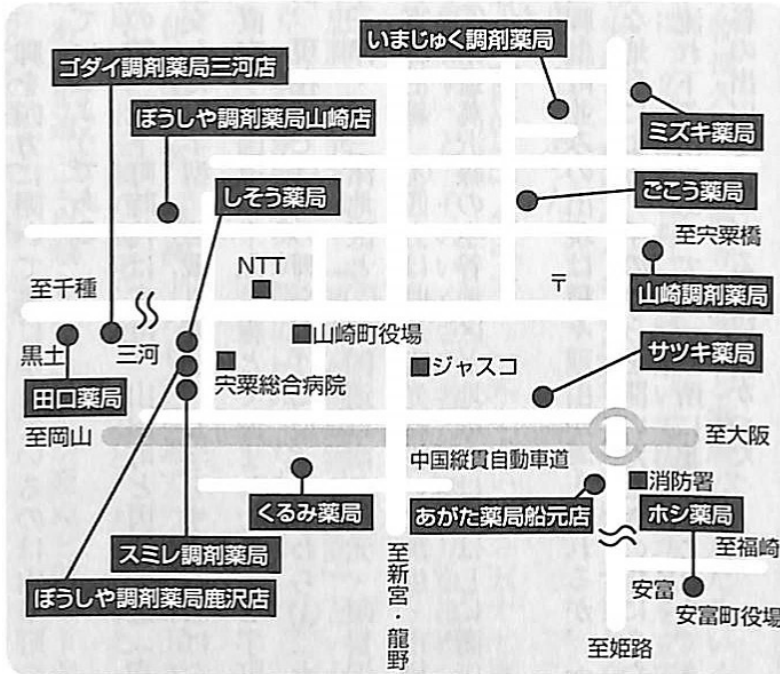 いまじゅく調剤薬局
ゴダイ調剤薬局三河店
ぼうしや調剤薬局山崎店
ミズキ薬局
しそう薬局
ごこう薬局
至宍粟橋
NTT
〒
至千種
山崎調剤薬局
山崎町役場
黒土
三河
ジャスコ
サツキ薬局
宍粟総合病院
田口薬局
至岡山
至大阪
中国縦貫自動車道
消防署
くるみ薬局
あがた薬局船元店
ホシ薬局
至福崎
スミレ調剤薬局
ぼうしや調剤薬局鹿沢店
至新宮・龍野
安富
安富町役場
至姫路